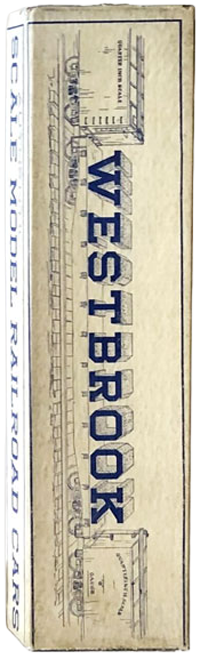 QUARTER INCH SCALE
WESTBROOK
SCALE MODEL RAILROAD CARS